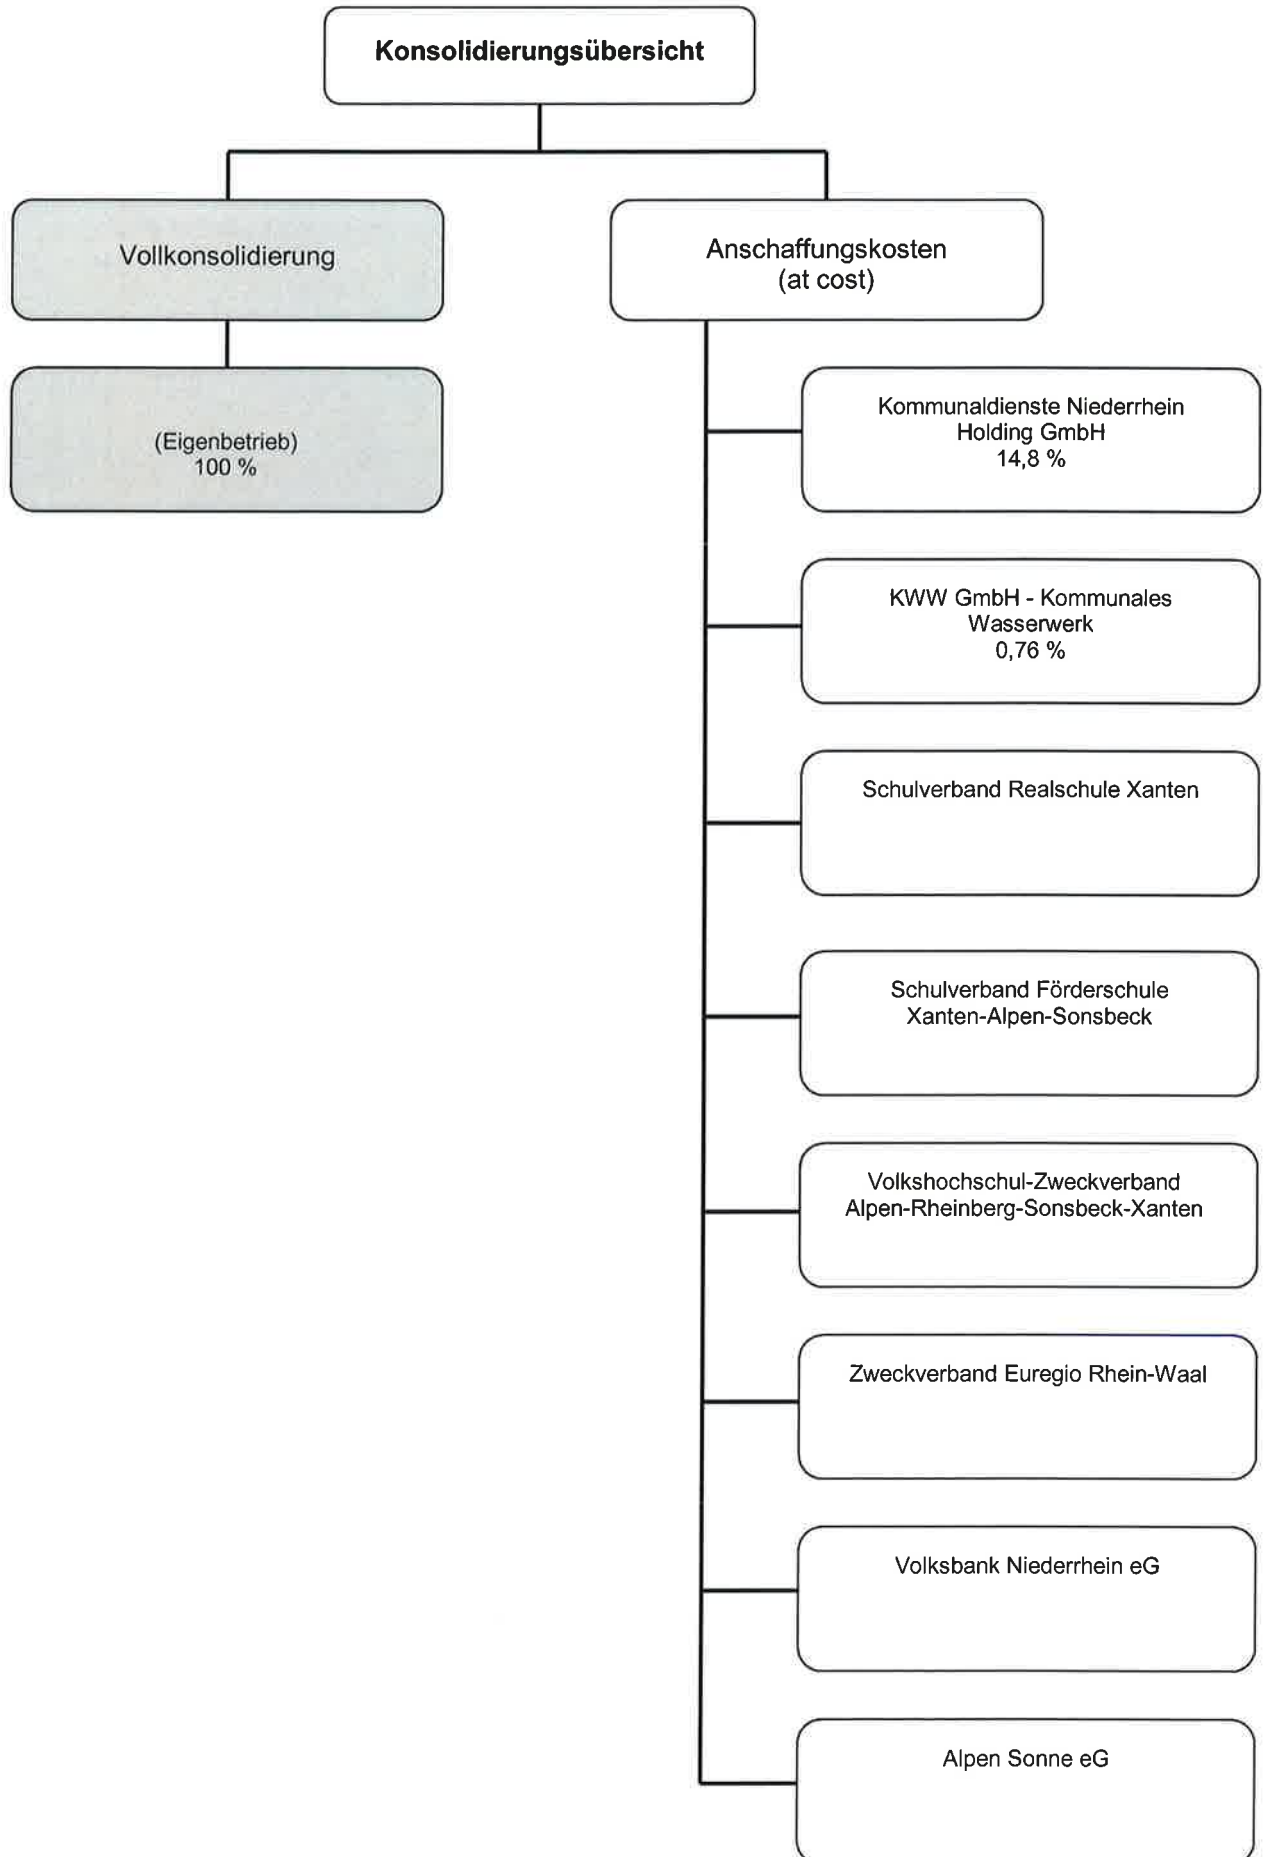 Konsolidierungsübersicht
Vollkonsolidierung
(Eigenbetrieb)
100 %
Anschaffungskosten
(at cost)
Kommunaldienste Niederrhein
Holding GmbH
14,8 %
KWW GmbH - Kommunales
Wasserwerk
0,76 %
Schulverband Realschule Xanten
Schulverband Förderschule
Xanten-Alpen-Sonsbeck
Volkshochschul-Zweckverband
Alpen-Rheinberg-Sonsbeck-Xanten
Zweckverband Euregio Rhein-Waal
Volksbank Niederrhein eG
Alpen Sonne eG